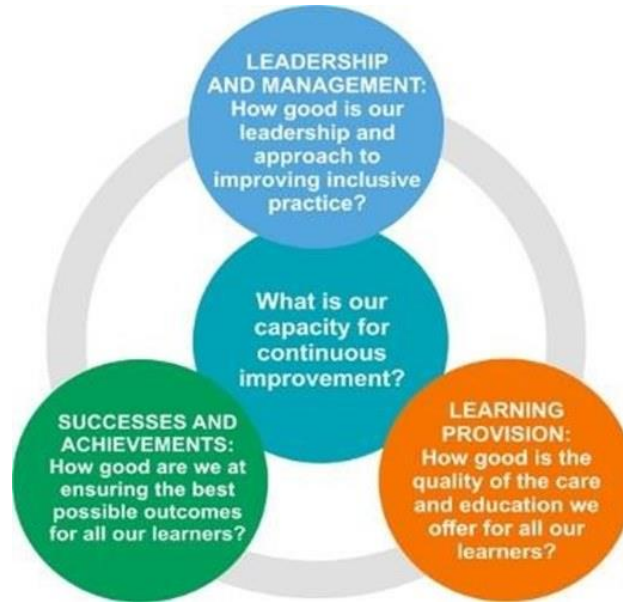 LEADERSHIP
AND MANAGEMENT:
How good is our
leadership and
approach to
improving inclusive
practice?
What is our
capacity for
continuous
improvement?
SUCCESSES AND
ACHIEVEMENTS:
How good are we at
ensuring the best
possible outcomes
for all our learners?
LEARNING
PROVISION:
How good is the
quality of the care
and education we
offer for all our
learners?